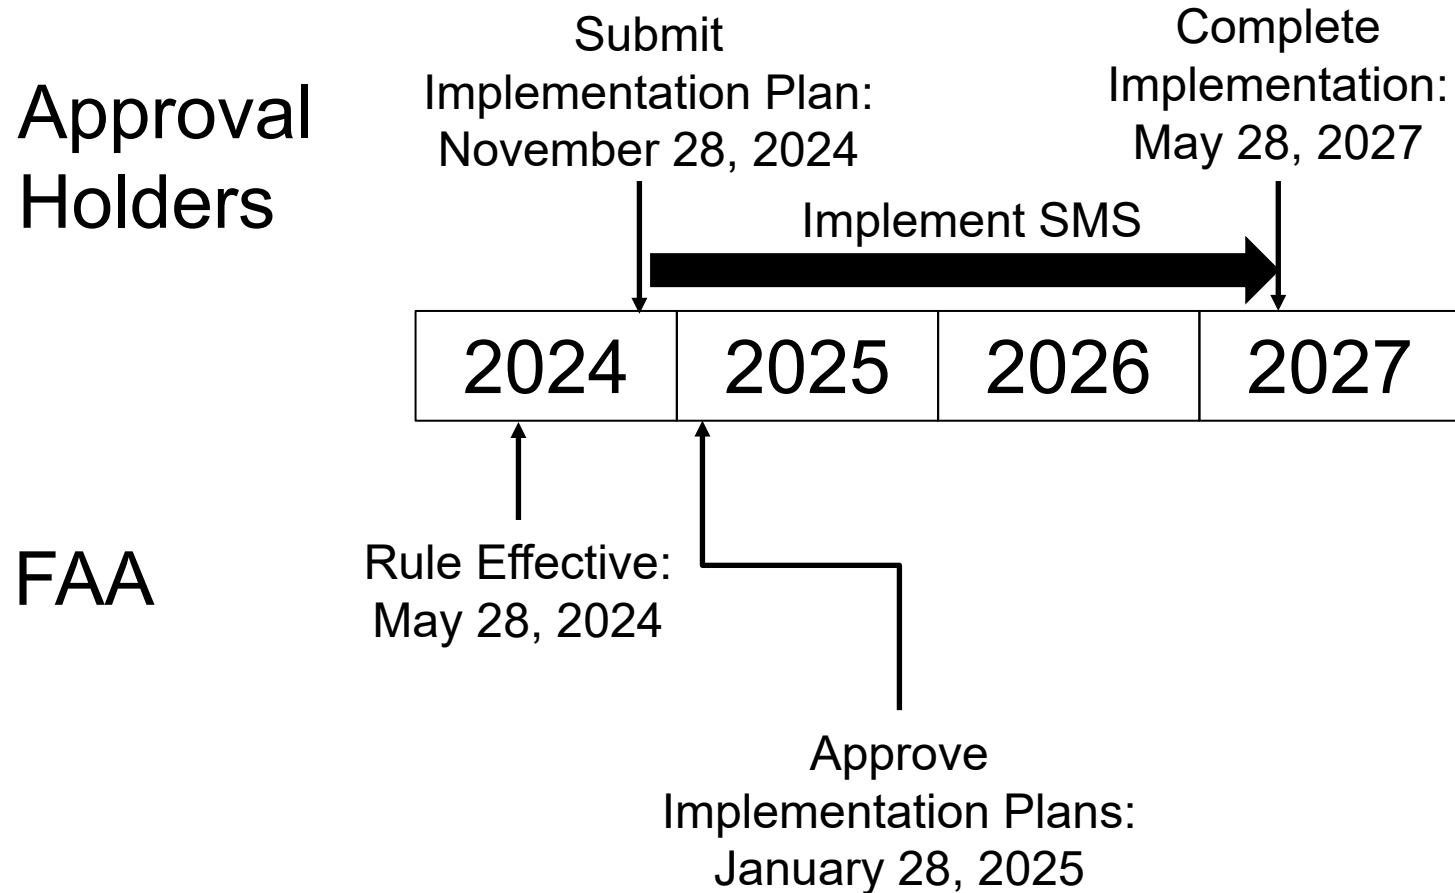 Approval
Holders
Submit
Implementation Plan:
November 28, 2024
Complete
Implementation:
May 28, 2027
Implement SMS
2024
2025
2026
2027
FAA
Rule Effective:
May 28, 2024
Approve
Implementation Plans:
January 28, 2025